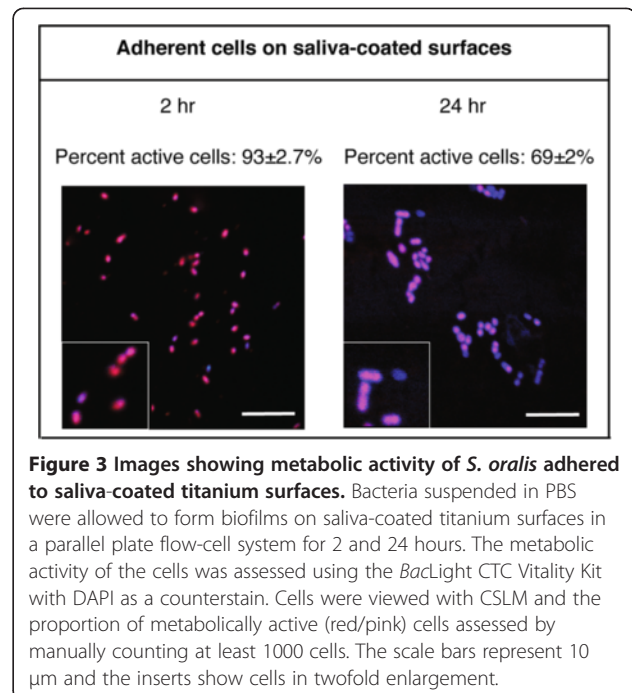 Adherent cells on saliva-coated surfaces
2 hr 24 hr
Percent active cells: 93±2.7% Percent active cells: 69±2%
Figure 3 Images showing metabolic activity of S. oralis adhered
to saliva-coated titanium surfaces. Bacteria suspended in PBS
were allowed to form biofilms on saliva-coated titanium surfaces in
a parallel plate flow-cell system for 2 and 24 hours. The metabolic
activity of the cells was assessed using the BacLight CTC Vitality Kit
with DAPI as a counterstain. Cells were viewed with CSLM and the
proportion of metabolically active (red/pink) cells assessed by
manually counting at least 1000 cells. The scale bars represent 10
μm and the inserts show cells in twofold enlargement.